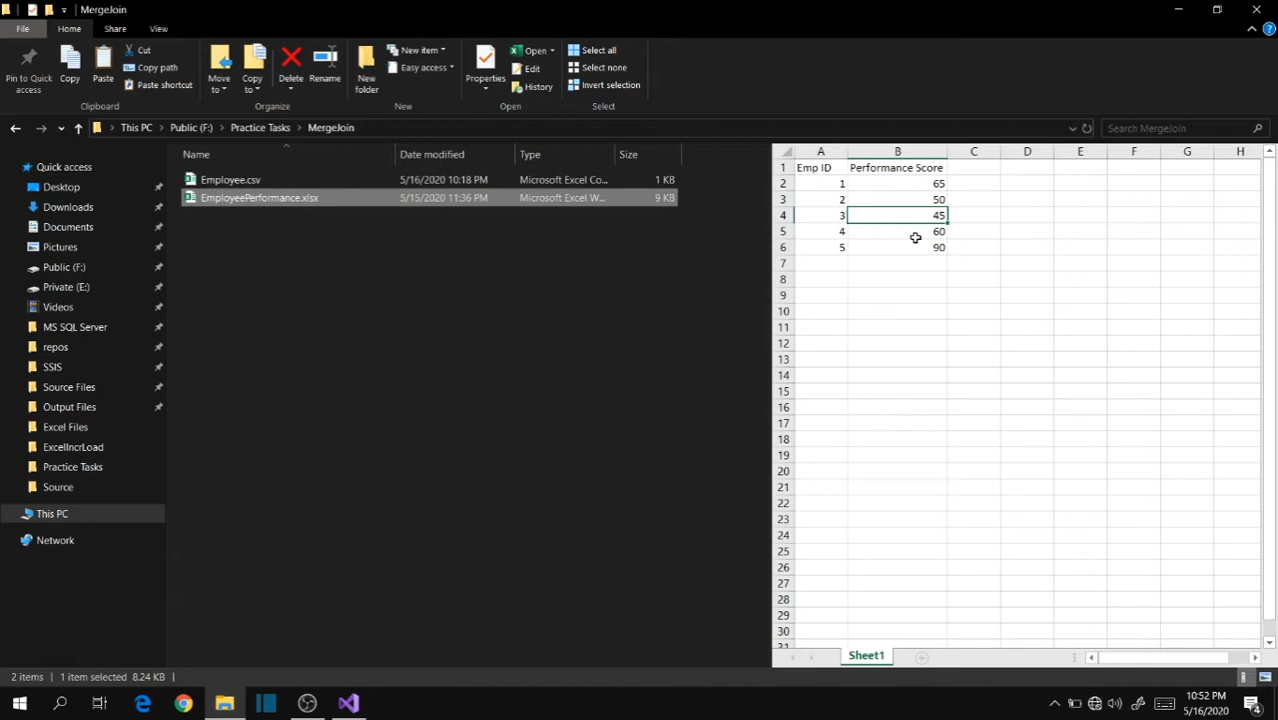 MergeJoin
File Home Share View
Pin to Quick access
Copy
Paste
Cut
Copy path
Paste shortcut
Clipboard
Move to
Copy to
Delete
Rename
Organize
New folder
New item
Easy access
New
Properties
Open
Edit
History
Open
Select all
Select none
Invert selection
Select
This PC Public (F:) Practice Tasks MergeJoin
Search MergeJoin
Quick access
Desktop
Downloads
Documents
Pictures
Public (F:)
Private (E:)
Videos
MS SQL Server
repos
SSIS
Source Files
Output Files
Excel Files
ExcelIncrLoad
Practice Tasks
Source
This PC
Network
Name Date modified Type Size
Employee.csv 5/16/2020 10:18 PM Microsoft Excel Co... 1 KB
EmployeePerformance.xlsx 5/15/2020 11:36 PM Microsoft Excel W... 9 KB
A B C D E F G H
1 Emp ID Performance Score
2 1 65
3 2 50
4 3 45
5 4 60
6 5 90
7
8
9
10
11
12
13
14
15
16
17
18
19
20
21
22
23
24
25
26
27
28
29
30
31
Sheet1
2 items 1 item selected 8.24 KB
10:52 PM
5/16/2020
4